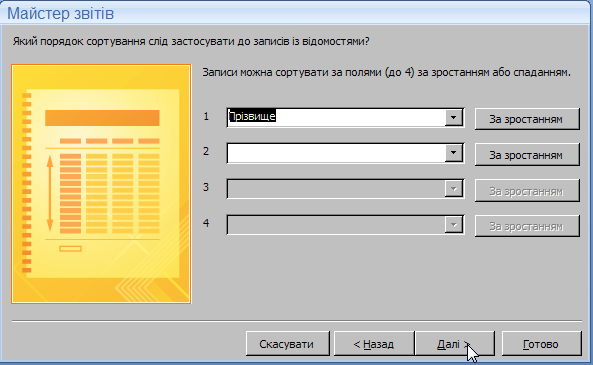 Майстер звітів
Який порядок сортування слід застосувати до записів із відомостями?
Записи можна сортувати за полями (до 4) за зростанням або спаданням.
1 Прізвище За зростанням
2 За зростанням
3 За зростанням
4 За зростанням
Скасувати < Назад Далі > Готово